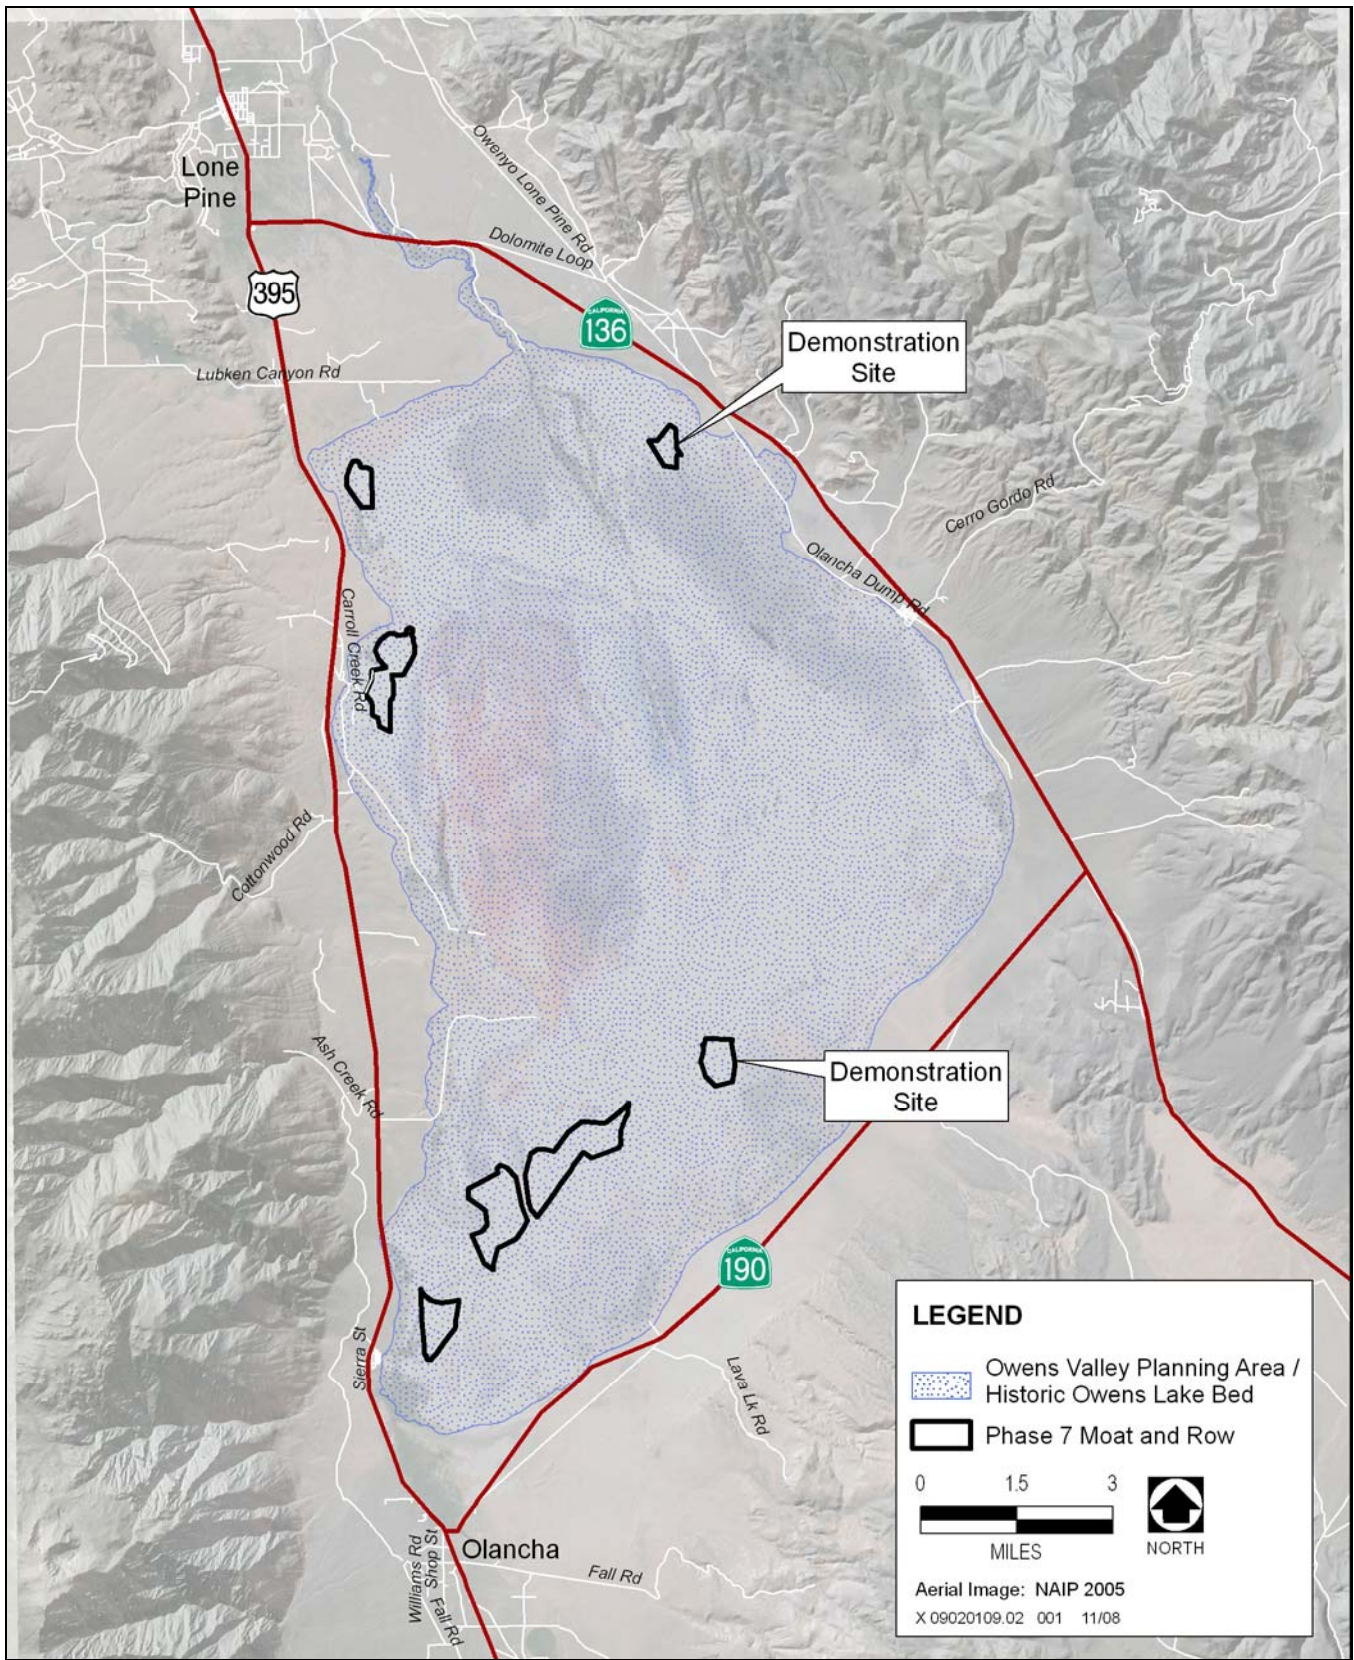 Lone
Pine
Owenyo Lone Pine Rd
Dolomite Loop
395
CALIFORNIA
136
Demonstration
Site
Lubken Canyon Rd
Cerro Gordo Rd
Olancha Dump Rd
Carroll Creek Rd
Cottonwood Rd
Ash Creek Rd
Demonstration
Site
CALIFORNIA
190
Sierra St
Lava Lk Rd
Olancha
Williams Rd
Shop St
Fall Rd
Fall Rd
LEGEND
Owens Valley Planning Area /
Historic Owens Lake Bed
Phase 7 Moat and Row
0 1.5 3
MILES
NORTH
Aerial Image: NAIP 2005
X 09020109.02 001 11/08